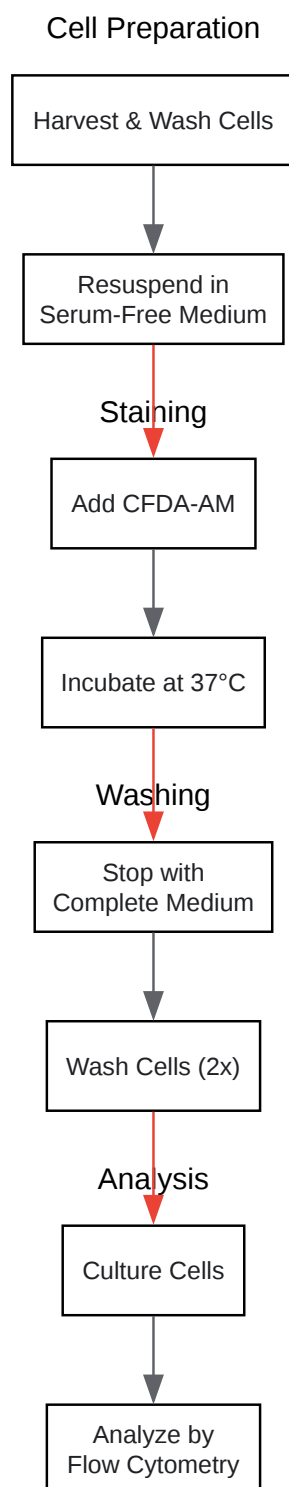 Cell Preparation
Harvest & Wash Cells
Resuspend in
Serum-Free Medium
Staining
Add CFDA-AM
Incubate at 37°C
Washing
Stop with
Complete Medium
Wash Cells (2x)
Analysis
Culture Cells
Analyze by
Flow Cytometry